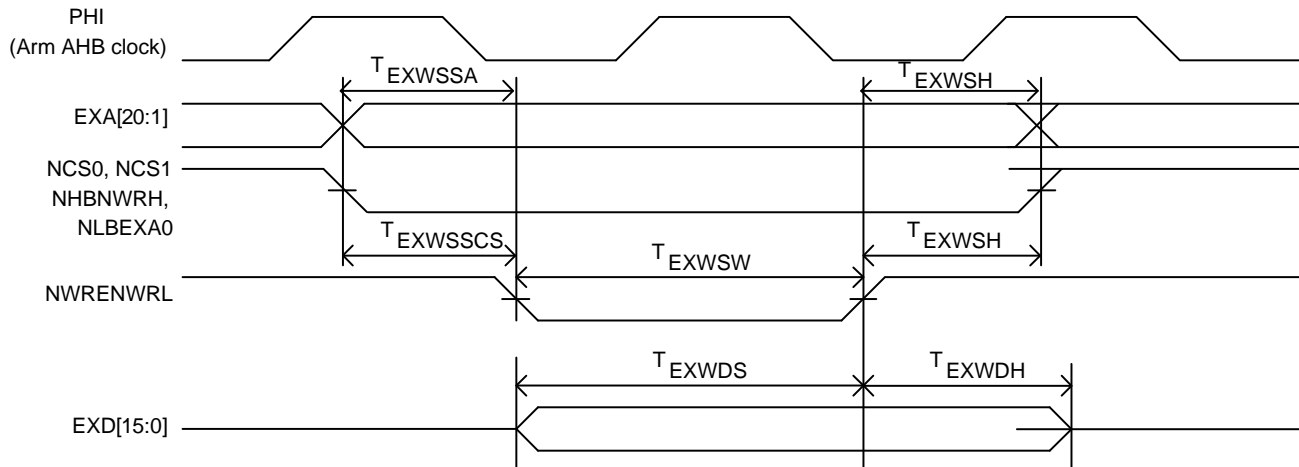 PHI
(Arm AHB clock)
TEXWSSA
TEXWSH
EXA[20:1]
NCS0, NCS1
NHBNWRH,
NLBEXA0
TEXWSSCS
TEXWSH
TEXWSW
NWRENWRL
TEXWDS
TEXWDH
EXD[15:0]